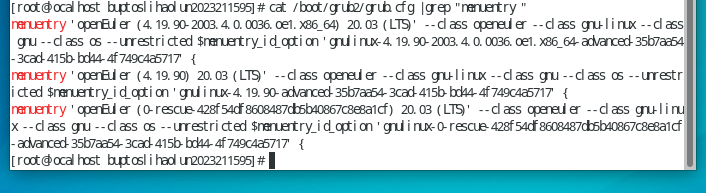 [root@localhost buptoslihaolun2023211595]# cat /boot/grub2/grub.cfg |grep "menuentry "
menuentry 'openEuler (4.19.90-2003.4.0.0036.oe1.x86_64) 20.03 (LTS)' --class openeuler --class gnu-linux --class
gnu --class os --unrestricted $menuentry_id_option 'gnulinux-4.19.90-2003.4.0.0036.oe1.x86_64-advanced-35b7aa54
-3cad-415b-bd44-4f749c4a5717' {
menuentry 'openEuler (4.19.90) 20.03 (LTS)' --class openeuler --class gnu-linux --class gnu --class os --unrestr
icted $menuentry_id_option 'gnulinux-4.19.90-advanced-35b7aa54-3cad-415b-bd44-4f749c4a5717' {
menuentry 'openEuler (0-rescue-428f54df8608487db5b40867c8e8a1cf) 20.03 (LTS)' --class openeuler --class gnu-linu
x --class gnu --class os --unrestricted $menuentry_id_option 'gnulinux-0-rescue-428f54df8608487db5b40867c8e8a1cf
-advanced-35b7aa54-3cad-415b-bd44-4f749c4a5717' {
[root@localhost buptoslihaolun2023211595]#